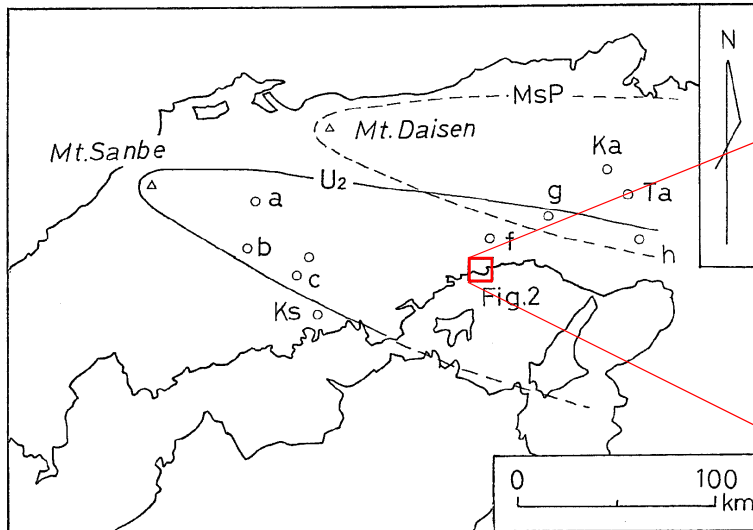 N
MsP
Mt.Daisen
Ka
Mt.Sanbe
U2
a
g
Ta
b
f
h
c
Fig.2
Ks
0 100
km